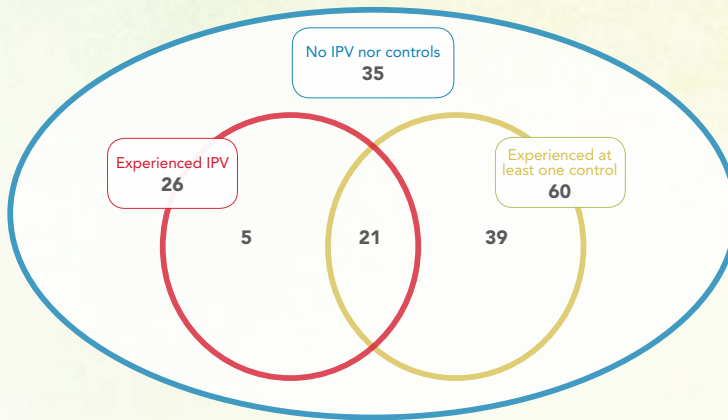 No IPV nor controls
35
Experienced IPV
26
Experienced at
least one control
60
5
21
39